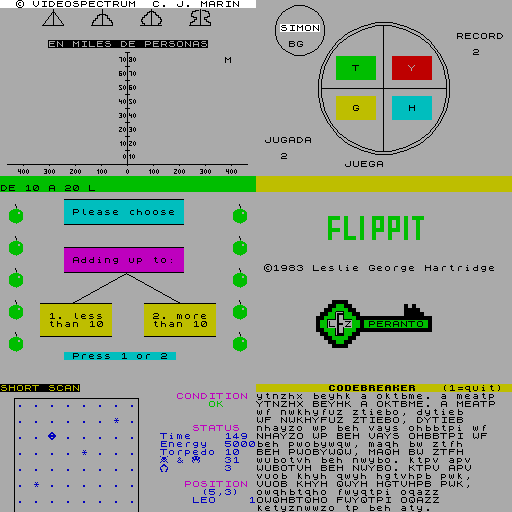 © VIDEOSPECTRUM C. J. MARIN
EN MILES DE PERSONAS
M
70 80
60 70
50 60
40 50
30 40
20 30
10 20
0 10
400 300 200 100 0 100 200 300 400
DE 10 A 20 L
SIMON
BG
RECORD
2
T Y
G H
JUGADA
2
JUEGA
Please choose
Adding up to:
1. less
than 10
2. more
than 10
Press 1 or 2
FLIPPIT
©1983 Leslie George Hartridge
LFZ PERANTO
SHORT SCAN
CONDITION
OK
STATUS
Time 149
Energy 5000
Torpedo 10
& 31
3
POSITION
(5,3)
LEO 1
CODEBREAKER (1=quit)
ytnzhyx beyhk a oktbme. a meatp
YTNZHYX BEYHK A OKTBME. A MEATP
wf nwkhyfuz ztiebo, dytieb
WF NWKHYFUZ ZTIEBO, DYTIEB
nhayzo wp beh vays ohbbtpi wf
NHAYZO WP BEH VAYS OHBBTPI WF
beh pwobywqw, maqh bw ztfh
BEH PWOBYWQW, MAQH BW ZTFH
wubotvh beh nwybo. ktpv apv
WUBOTVH BEH NWYBO. KTPV APV
vuob khyh qwyh hgtvhpb pwk,
VUOB KHYH QWYH HGTVHPB PWK,
owqhbtqho fwyqtpi oqazz
OWQHBTQHO FWYQTPI OQAZZ
ketyznwwzo tp beh aty.